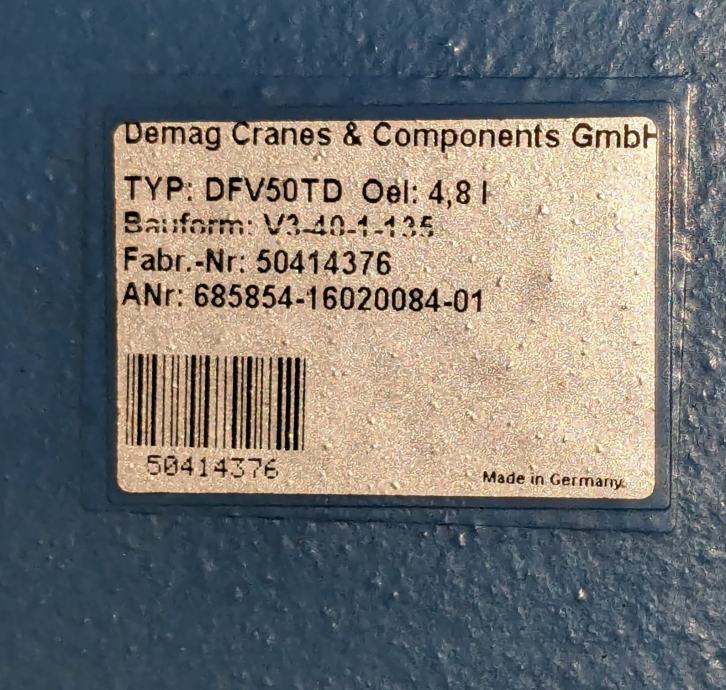 Demag Cranes & Components GmbH
TYP: DFV50TD Oel: 4,8 l
Bauform: V3-40-1-135
Fabr.-Nr: 50414376
ANr: 685854-16020084-01
50414376
Made in Germany